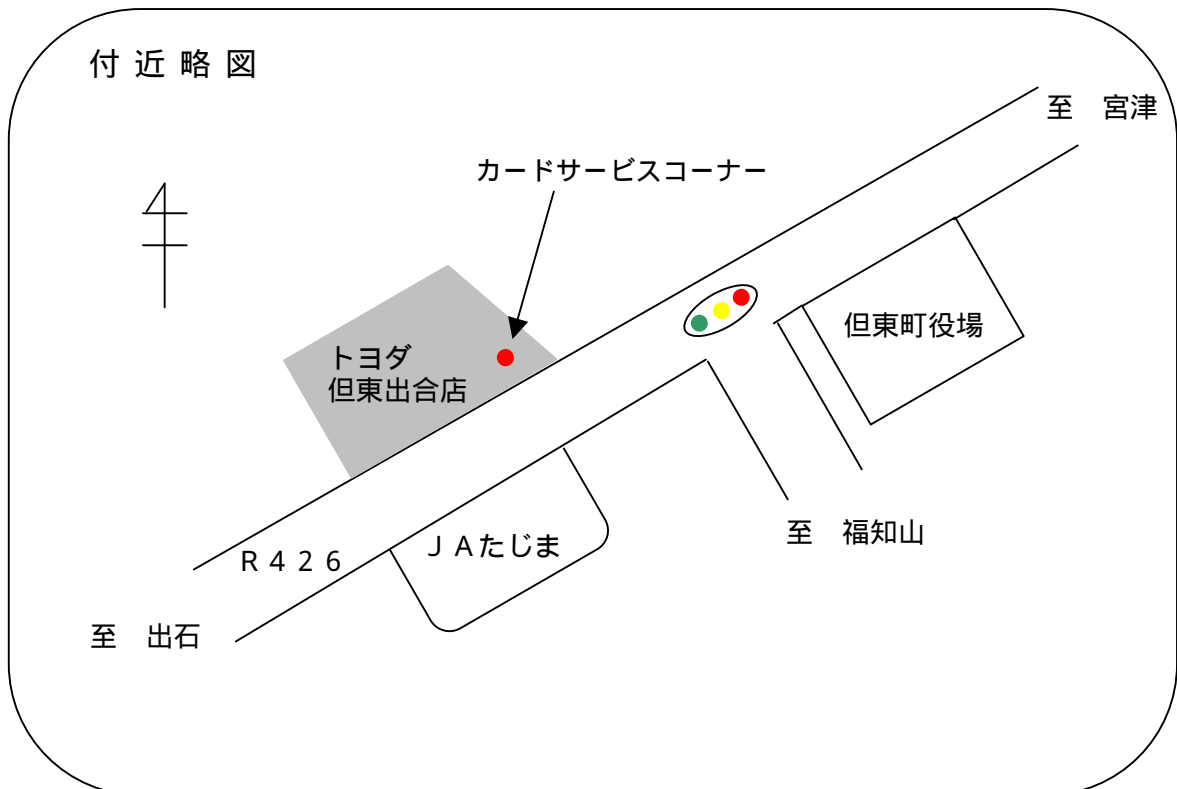 付近略図
至　宮津
カードサービスコーナー
但東町役場
トヨダ
但東出合店
至　福知山
ＪＡたじま
Ｒ４２６
至　出石